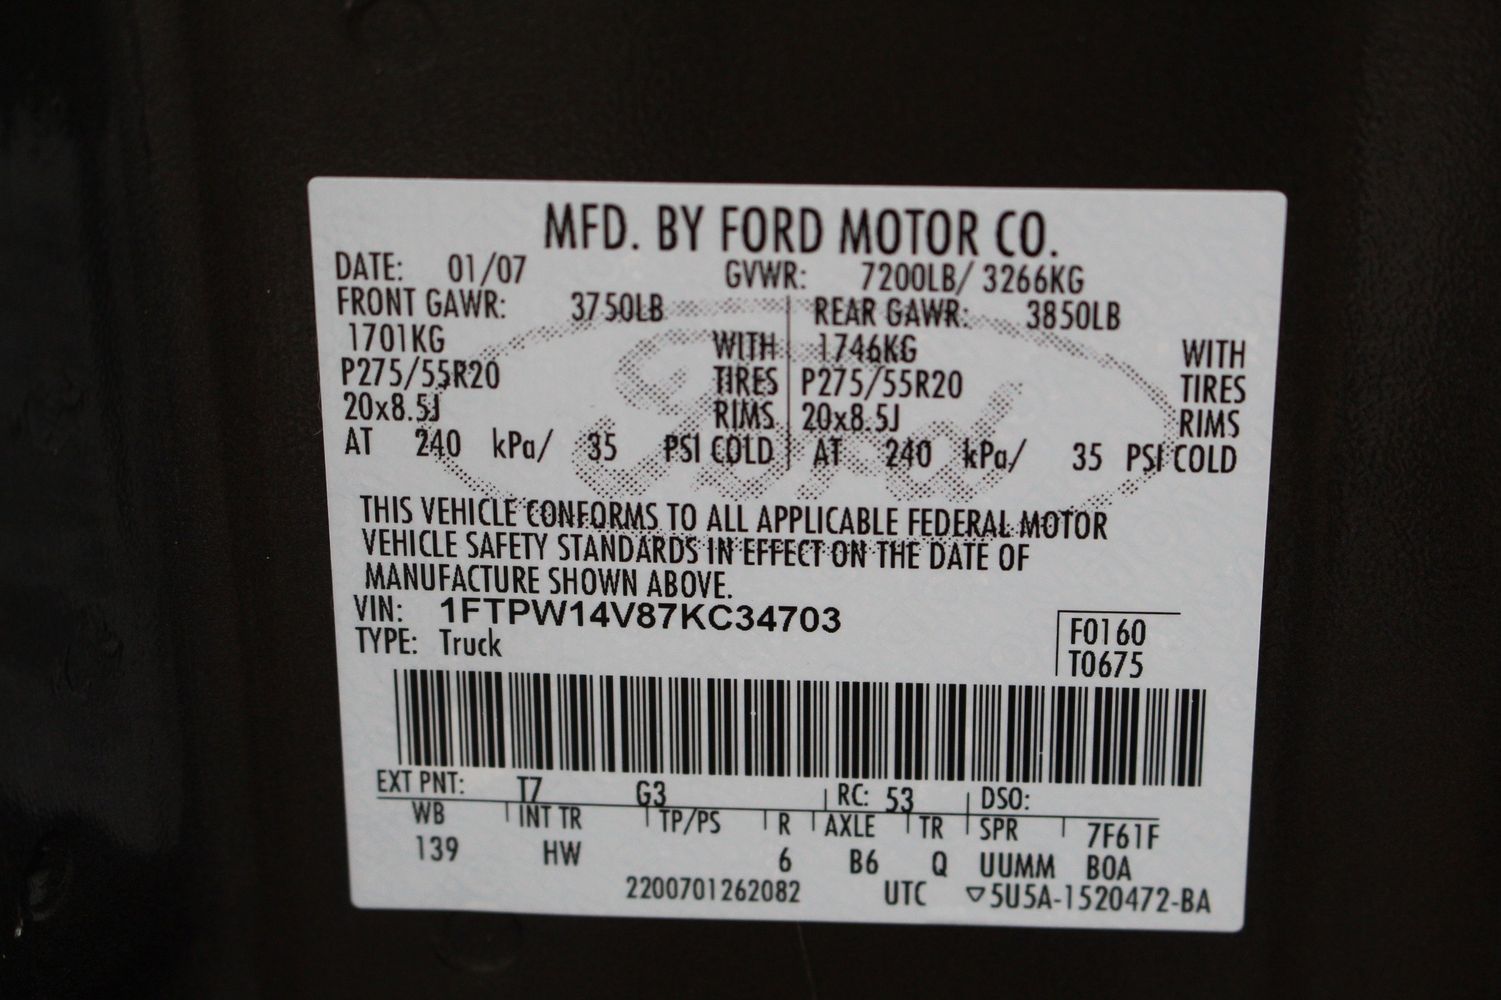 MFD. BY FORD MOTOR CO.
DATE: 01/07 GVWR: 7200LB/ 3266KG
FRONT GAWR: 3750LB REAR GAWR: 3850LB
1701KG WITH 1746KG WITH
P275/55R20 TIRES P275/55R20 TIRES
20x8.5J RIMS 20x8.5J RIMS
AT 240 kPa/ 35 PSI COLD AT 240 kPa/ 35 PSI COLD
Ford
THIS VEHICLE CONFORMS TO ALL APPLICABLE FEDERAL MOTOR
VEHICLE SAFETY STANDARDS IN EFFECT ON THE DATE OF
MANUFACTURE SHOWN ABOVE.
VIN: 1FTPW14V87KC34703
TYPE: Truck
F0160
T0675
EXT PNT: T7 G3 RC: 53 DSO:
WB INT TR TP/PS R AXLE TR SPR 7F61F
139 HW 6 B6 Q UUMM BOA
2200701262082 UTC ▽5U5A-1520472-BA